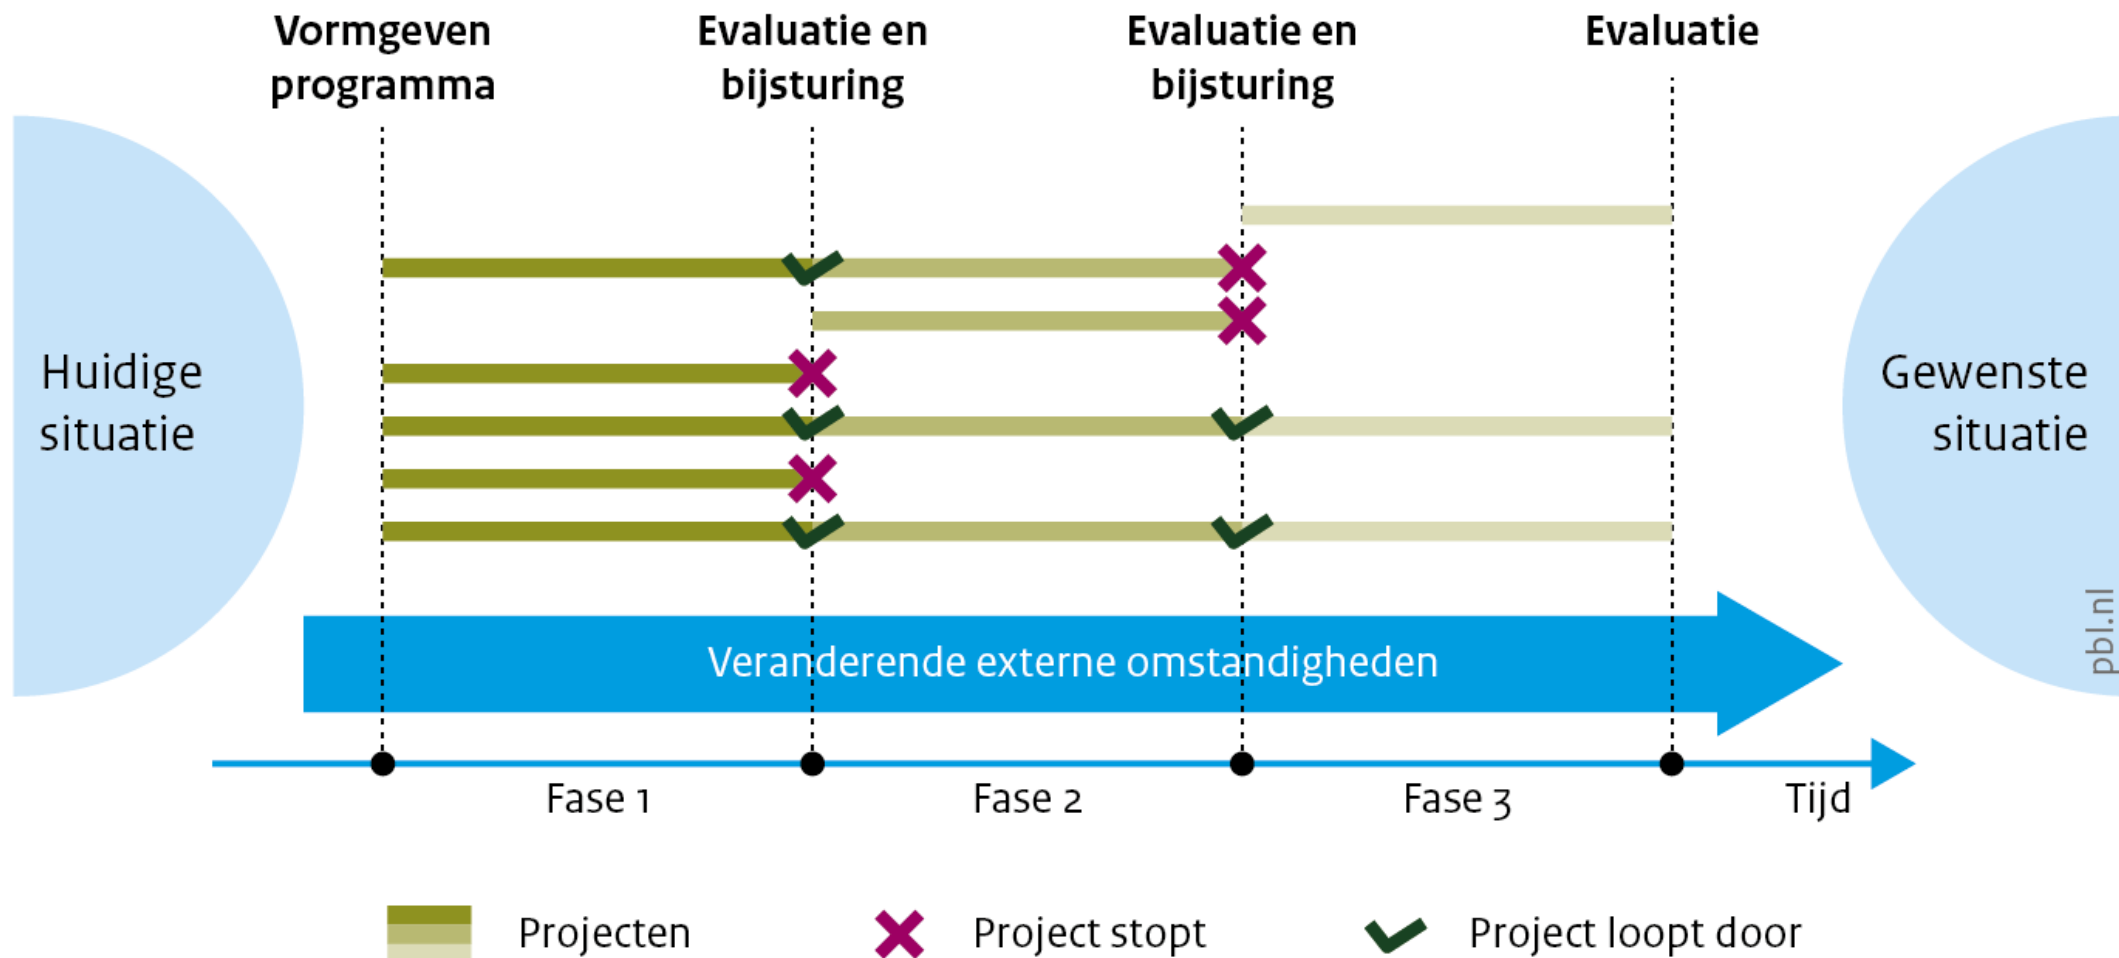 Vormgeven
programma
Evaluatie en
bijsturing
Evaluatie en
bijsturing
Evaluatie
Huidige
situatie
Gewenste
situatie
Veranderende externe omstandigheden
Fase 1
Fase 2
Fase 3
Tijd
Projecten
Project stopt
Project loopt door
pbl.nl